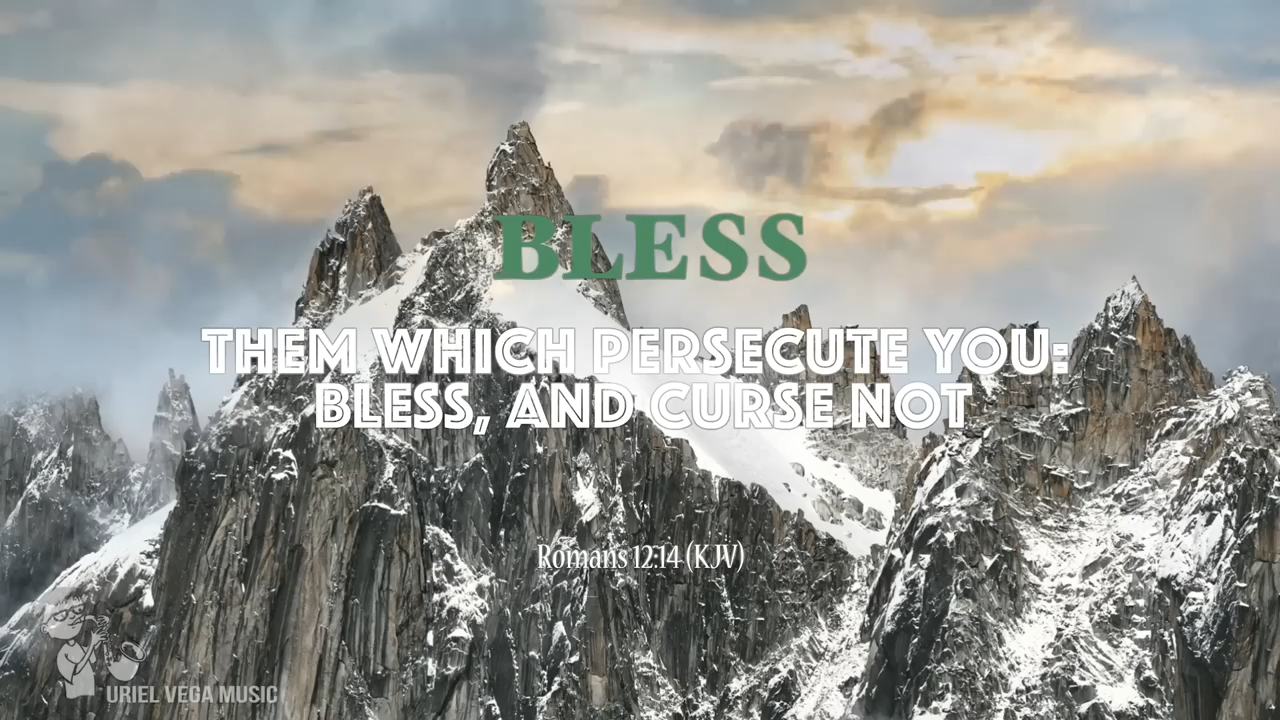 BLESS
THEM WHICH PERSECUTE YOU:
BLESS, AND CURSE NOT
Romans 12:14 (KJV)
URIEL VEGA MUSIC